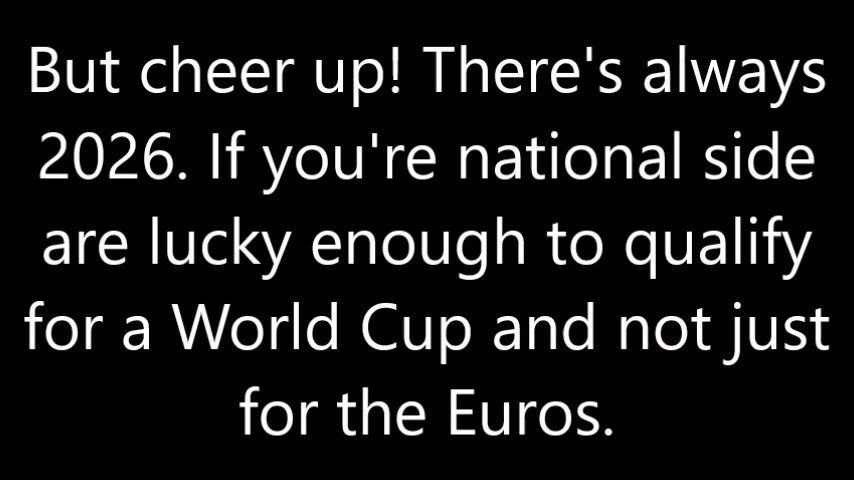 But cheer up! There's always
2026. If you're national side
are lucky enough to qualify
for a World Cup and not just
for the Euros.